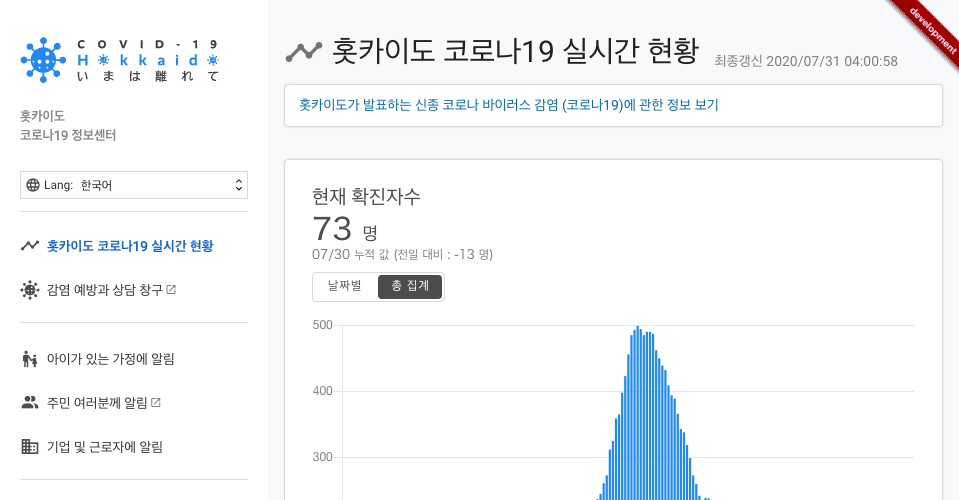 COVID-19
Hokkaido
いまは離れて
홋카이도
코로나19 정보센터
Lang: 한국어
홋카이도 코로나19 실시간 현황
감염 예방과 상담 창구
아이가 있는 가정에 알림
주민 여러분께 알림
기업 및 근로자에 알림
홋카이도 코로나19 실시간 현황
최종갱신 2020/07/31 04:00:58
development
홋카이도가 발표하는 신종 코로나 바이러스 감염 (코로나19)에 관한 정보 보기
현재 확진자수
73 명
07/30 누적 값 (전일 대비 : -13 명)
날짜별 총 집계
500
400
300